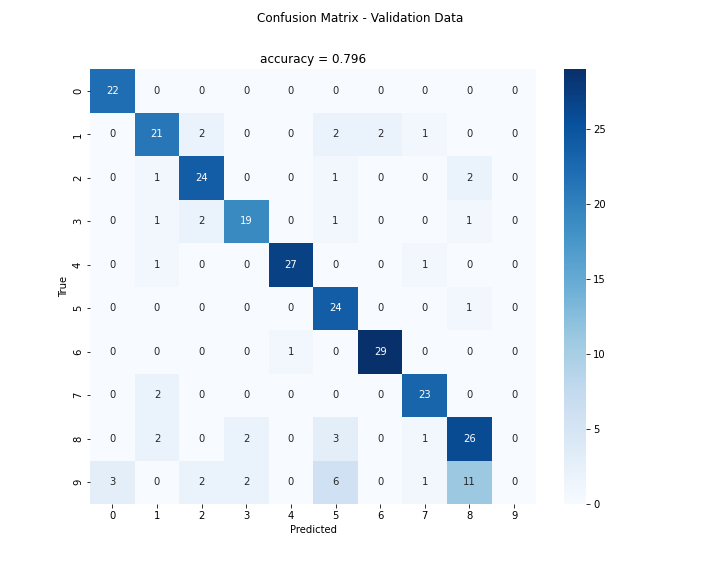 Confusion Matrix - Validation Data
accuracy = 0.796
0 22 0 0 0 0 0 0 0 0 0
1 0 21 2 0 0 2 2 1 0 0
2 0 1 24 0 0 1 0 0 2 0
3 0 1 2 19 0 1 0 0 1 0
4 0 1 0 0 27 0 0 1 0 0
5 0 0 0 0 0 24 0 0 1 0
6 0 0 0 0 1 0 29 0 0 0
7 0 2 0 0 0 0 0 23 0 0
8 0 2 0 2 0 3 0 1 26 0
9 3 0 2 2 0 6 0 1 11 0
0 1 2 3 4 5 6 7 8 9
Predicted
True
25
20
15
10
5
0